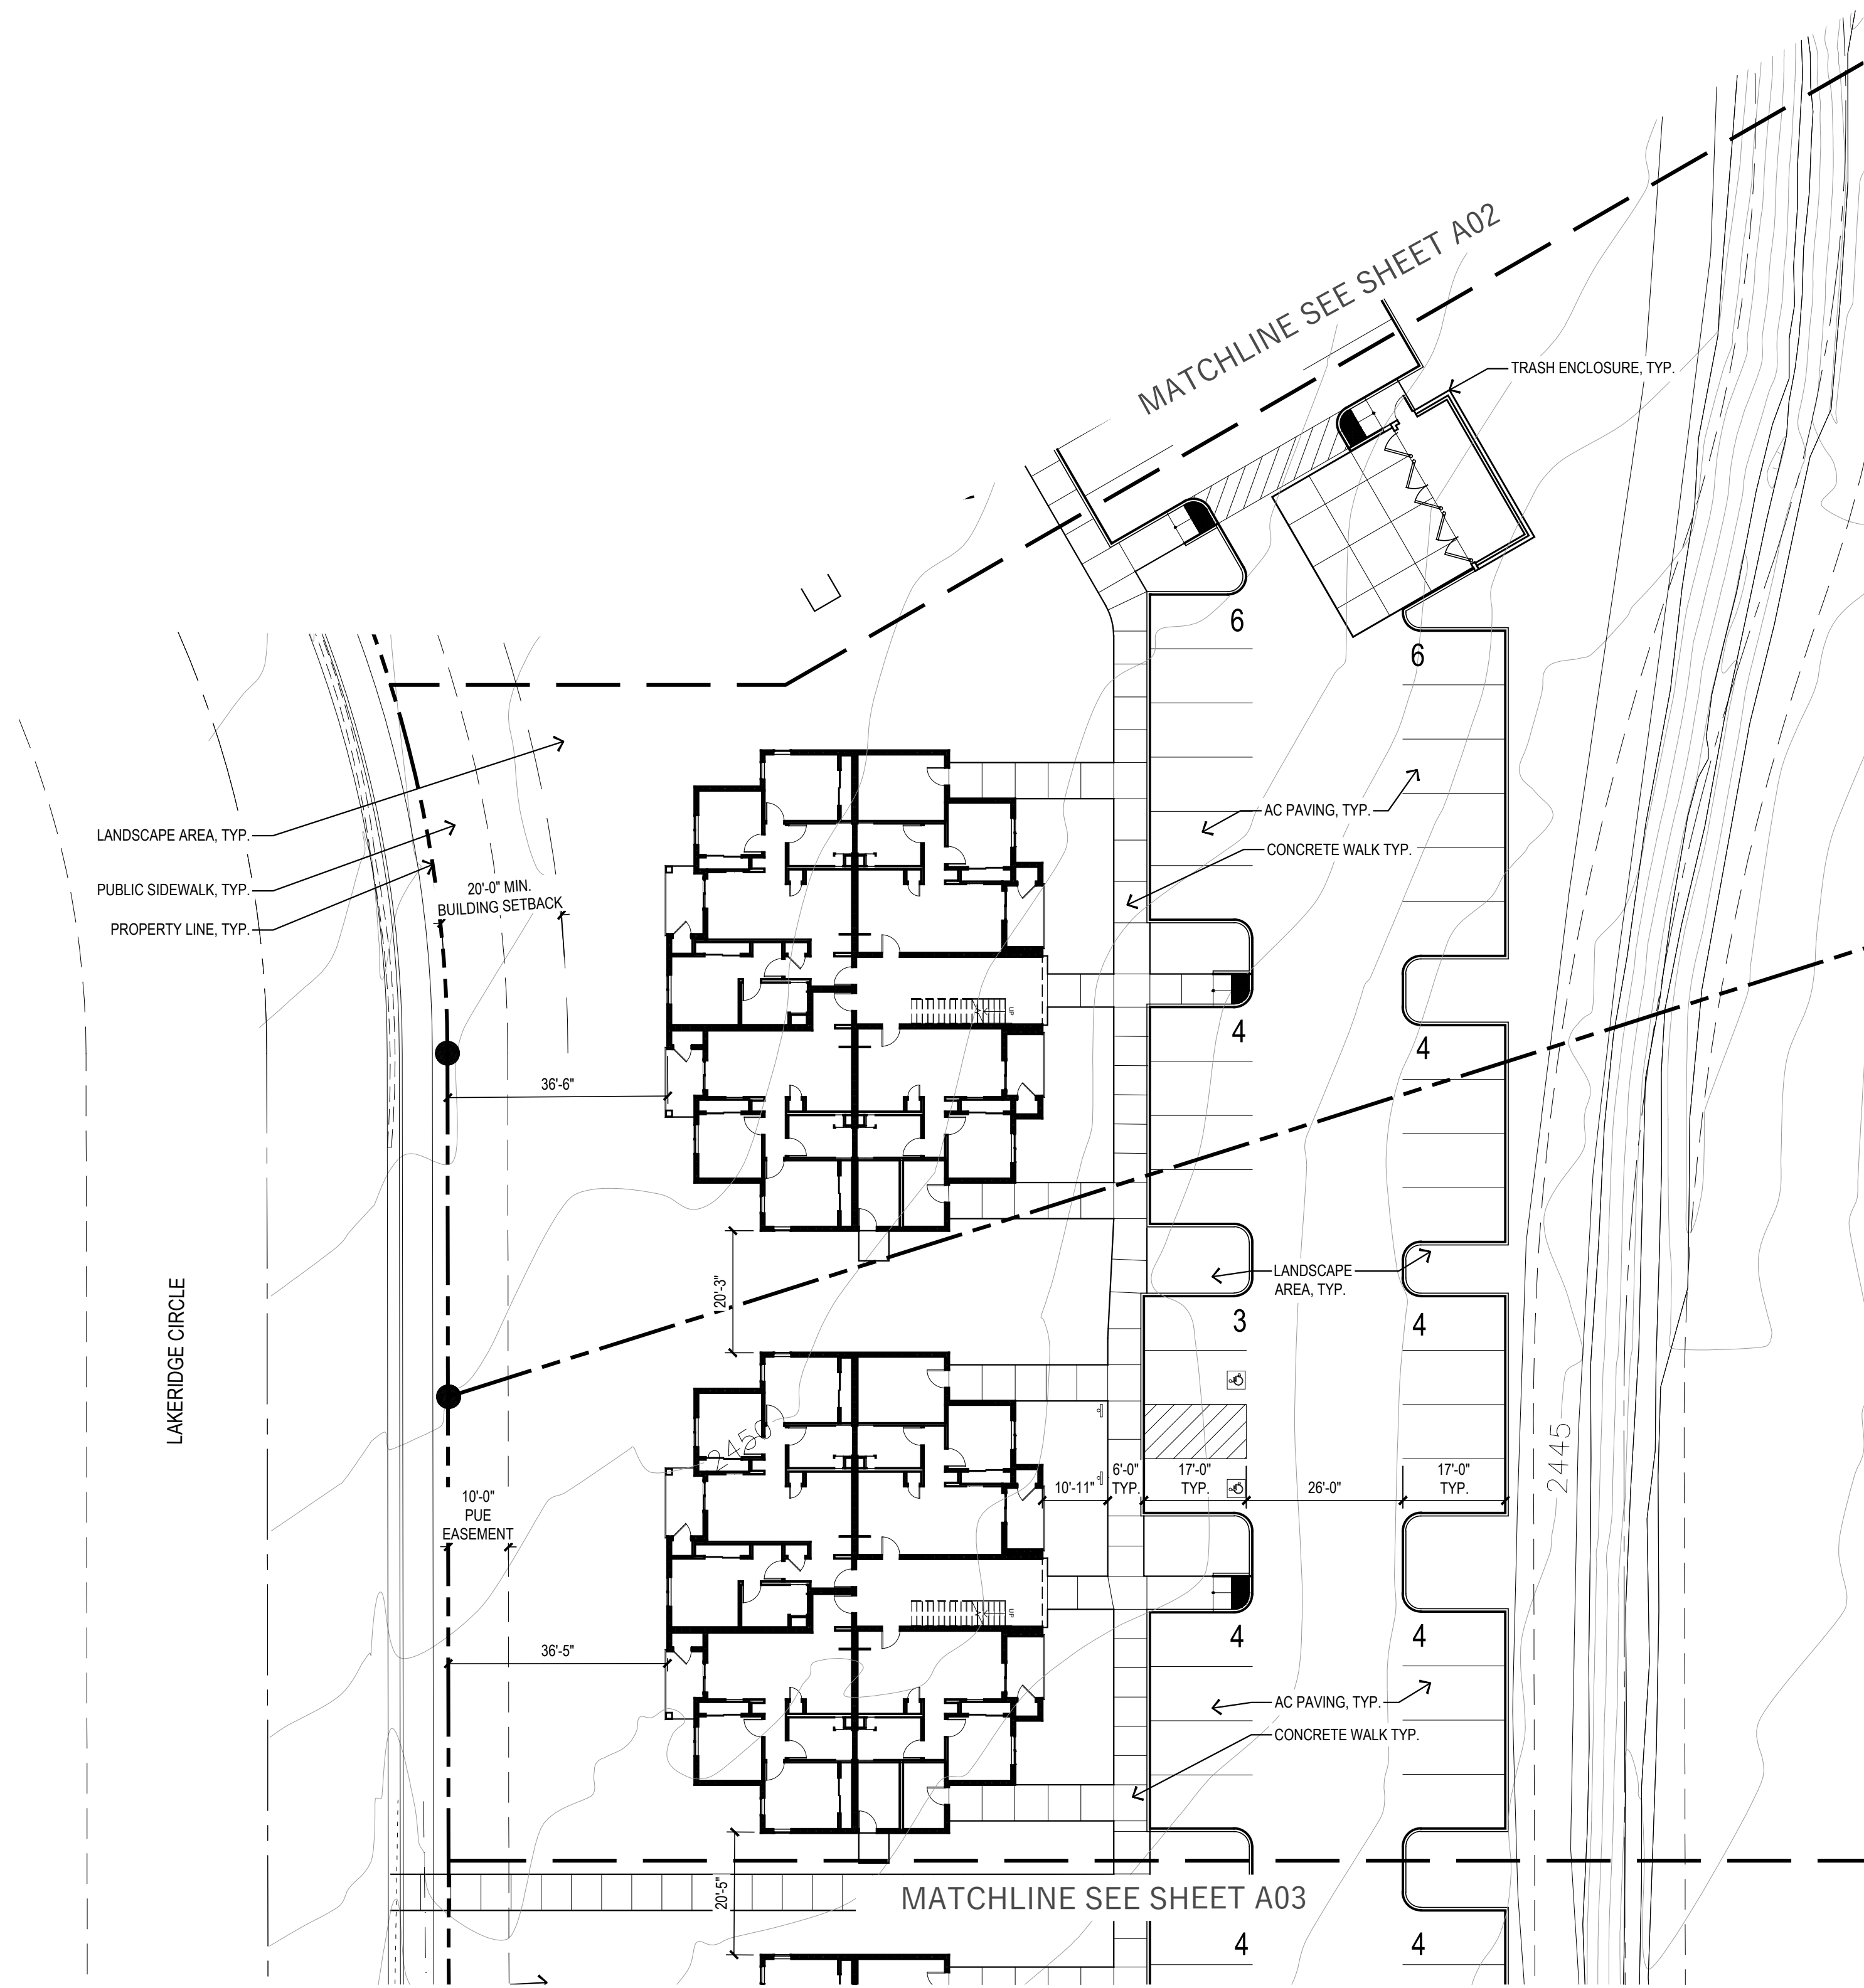 MATCHLINE SEE SHEET A02
TRASH ENCLOSURE, TYP.
6
6
AC PAVING, TYP.
CONCRETE WALK TYP.
LANDSCAPE AREA, TYP.
PUBLIC SIDEWALK, TYP.
PROPERTY LINE, TYP.
20'-0" MIN.
BUILDING SETBACK
UP
4
4
36'-6"
LAKERIDGE CIRCLE
20'-3"
LANDSCAPE
AREA, TYP.
3
4
2450
2445
10'-0"
PUE
EASEMENT
10'-11"
6'-0"
TYP.
17'-0"
TYP.
26'-0"
17'-0"
TYP.
UP
4
4
36'-5"
AC PAVING, TYP.
CONCRETE WALK TYP.
20'-5"
MATCHLINE SEE SHEET A03
4
4